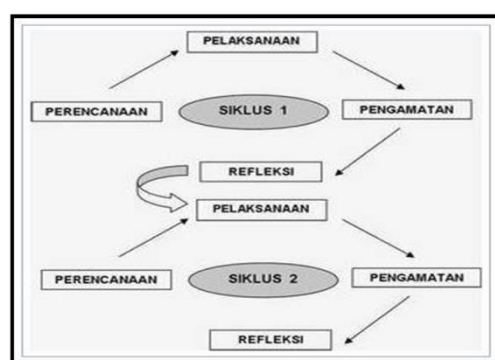 PELAKSANAAN
PERENCANAAN
SIKLUS 1
PENGAMATAN
REFLEKSI
PELAKSANAAN
PERENCANAAN
SIKLUS 2
PENGAMATAN
REFLEKSI